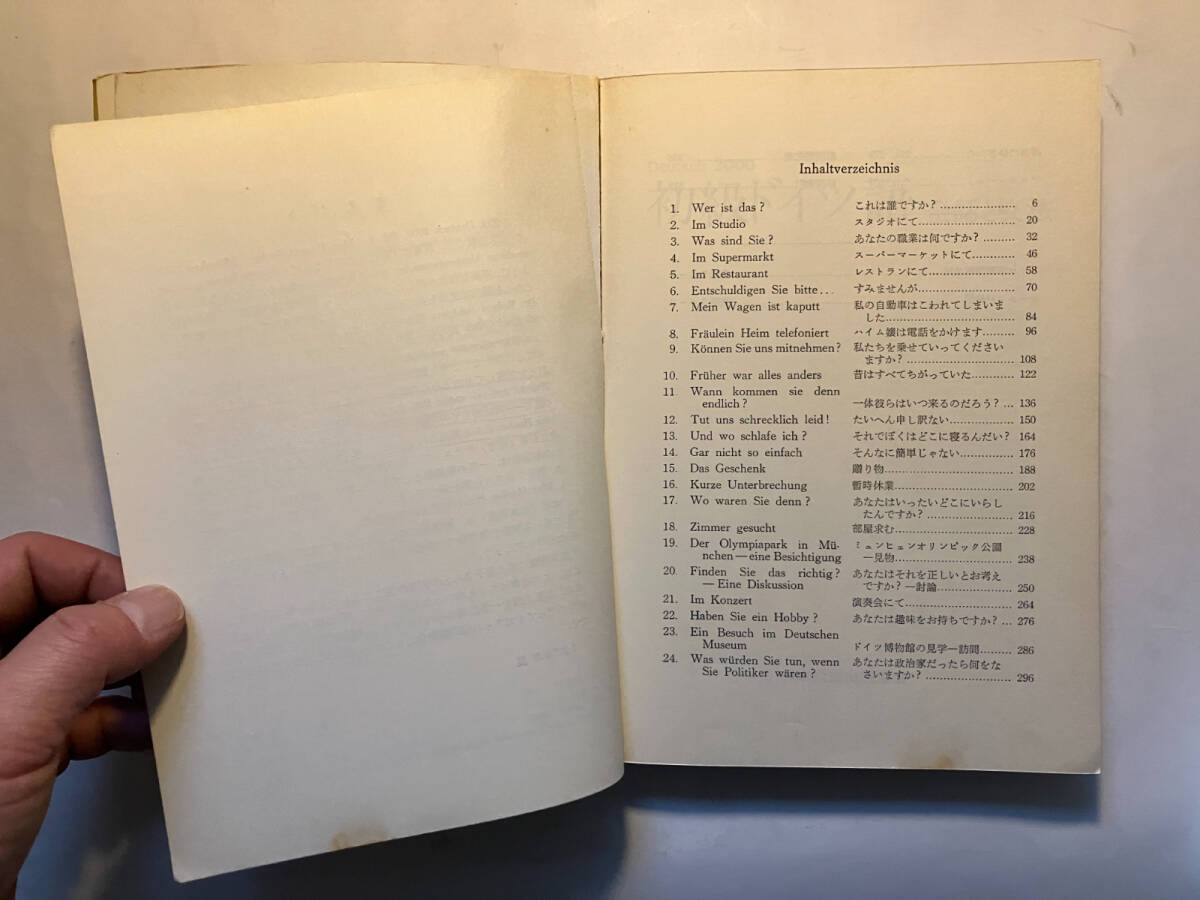 Inhaltverzeichnis
1. Wer ist das? これは誰ですか? .................... 6
2. Im Studio スタジオにて.......................... 20
3. Was sind Sie? あなたの職業は何ですか? ......... 32
4. Im Supermarkt スーパーマーケットにて........... 46
5. Im Restaurant レストランにて....................... 58
6. Entschuldigen Sie bitte... すみませんが.......................... 70
7. Mein Wagen ist kaputt 私の自動車はこわれてしまいま
した................................... 84
8. Fräulein Heim telefoniert ハイム嬢は電話をかけます......... 96
9. Können Sie uns mitnehmen? 私たちを乗せていってください
ますか? ............................... 108
10. Früher war alles anders 昔はすべてちがっていた............ 122
11. Wann kommen sie denn
endlich? 一体彼らはいつ来るのだろう? ... 136
12. Tut uns schrecklich leid! たいへん申し訳ない.................. 150
13. Und wo schlafe ich? それでぼくはどこに寝るんだい? 164
14. Gar nicht so einfach そんなに簡単じゃない............... 176
15. Das Geschenk 贈り物................................... 188
16. Kurze Unterbrechung 暫時休業................................ 202
17. Wo waren Sie denn? あなたはいったいどこにいらし
たんですか? ........................ 216
18. Zimmer gesucht 部屋求む................................ 228
19. Der Olympiapark in Mün-
chen—eine Besichtigung ミュンヒェンオリンピック公園
—見物................................ 238
20. Finden Sie das richtig?
—Eine Diskussion あなたはそれを正しいとお考え
ですか? —討論..................... 250
21. Im Konzert 演奏会にて............................. 264
22. Haben Sie ein Hobby? あなたは趣味をお持ちですか? ... 276
23. Ein Besuch im Deutschen
Museum ドイツ博物館の見学—訪問......... 286
24. Was würden Sie tun, wenn
Sie Politiker wären? あなたは政治家だったら何をな
さいますか? ........................ 296